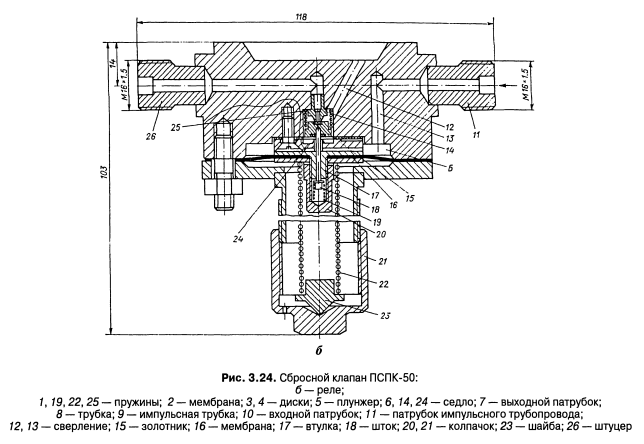 118
14
М16×1,5
М16×1,5
103
26
25
12
11
13
14
Б
15
16
17
18
19
20
24
21
22
23
б
Рис. 3.24. Сбросной клапан ПСПК-50:
б — реле;
1, 19, 22, 25 — пружины; 2 — мембрана; 3, 4 — диски; 5 — плунжер; 6, 14, 24 — седло; 7 — выходной патрубок;
8 — трубка; 9 — импульсная трубка; 10 — входной патрубок; 11 — патрубок импульсного трубопровода;
12, 13 — сверление; 15 — золотник; 16 — мембрана; 17 — втулка; 18 — шток; 20, 21 — колпачок; 23 — шайба; 26 — штуцер